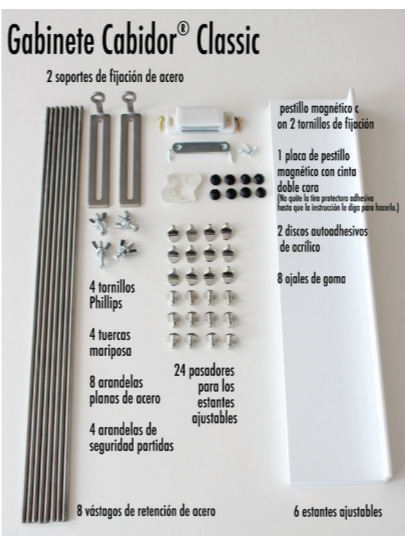 Gabinete Cabidor® Classic
2 soportes de fijación de acero
pestillo magnético c
on 2 tornillos de fijación
1 placa de pestillo
magnético con cinta
doble cara
(No quite la tira protectora adhesiva
hasta que la instrucción le diga para hacerlo.)
2 discos autoadhesivos
de acrílico
8 ojales de goma
4 tornillos
Phillips
4 tuercas
mariposa
8 arandelas
planas de acero
4 arandelas de
seguridad partidas
24 pasadores
para los
estantes
ajustables
8 vástagos de retención de acero
6 estantes ajustables